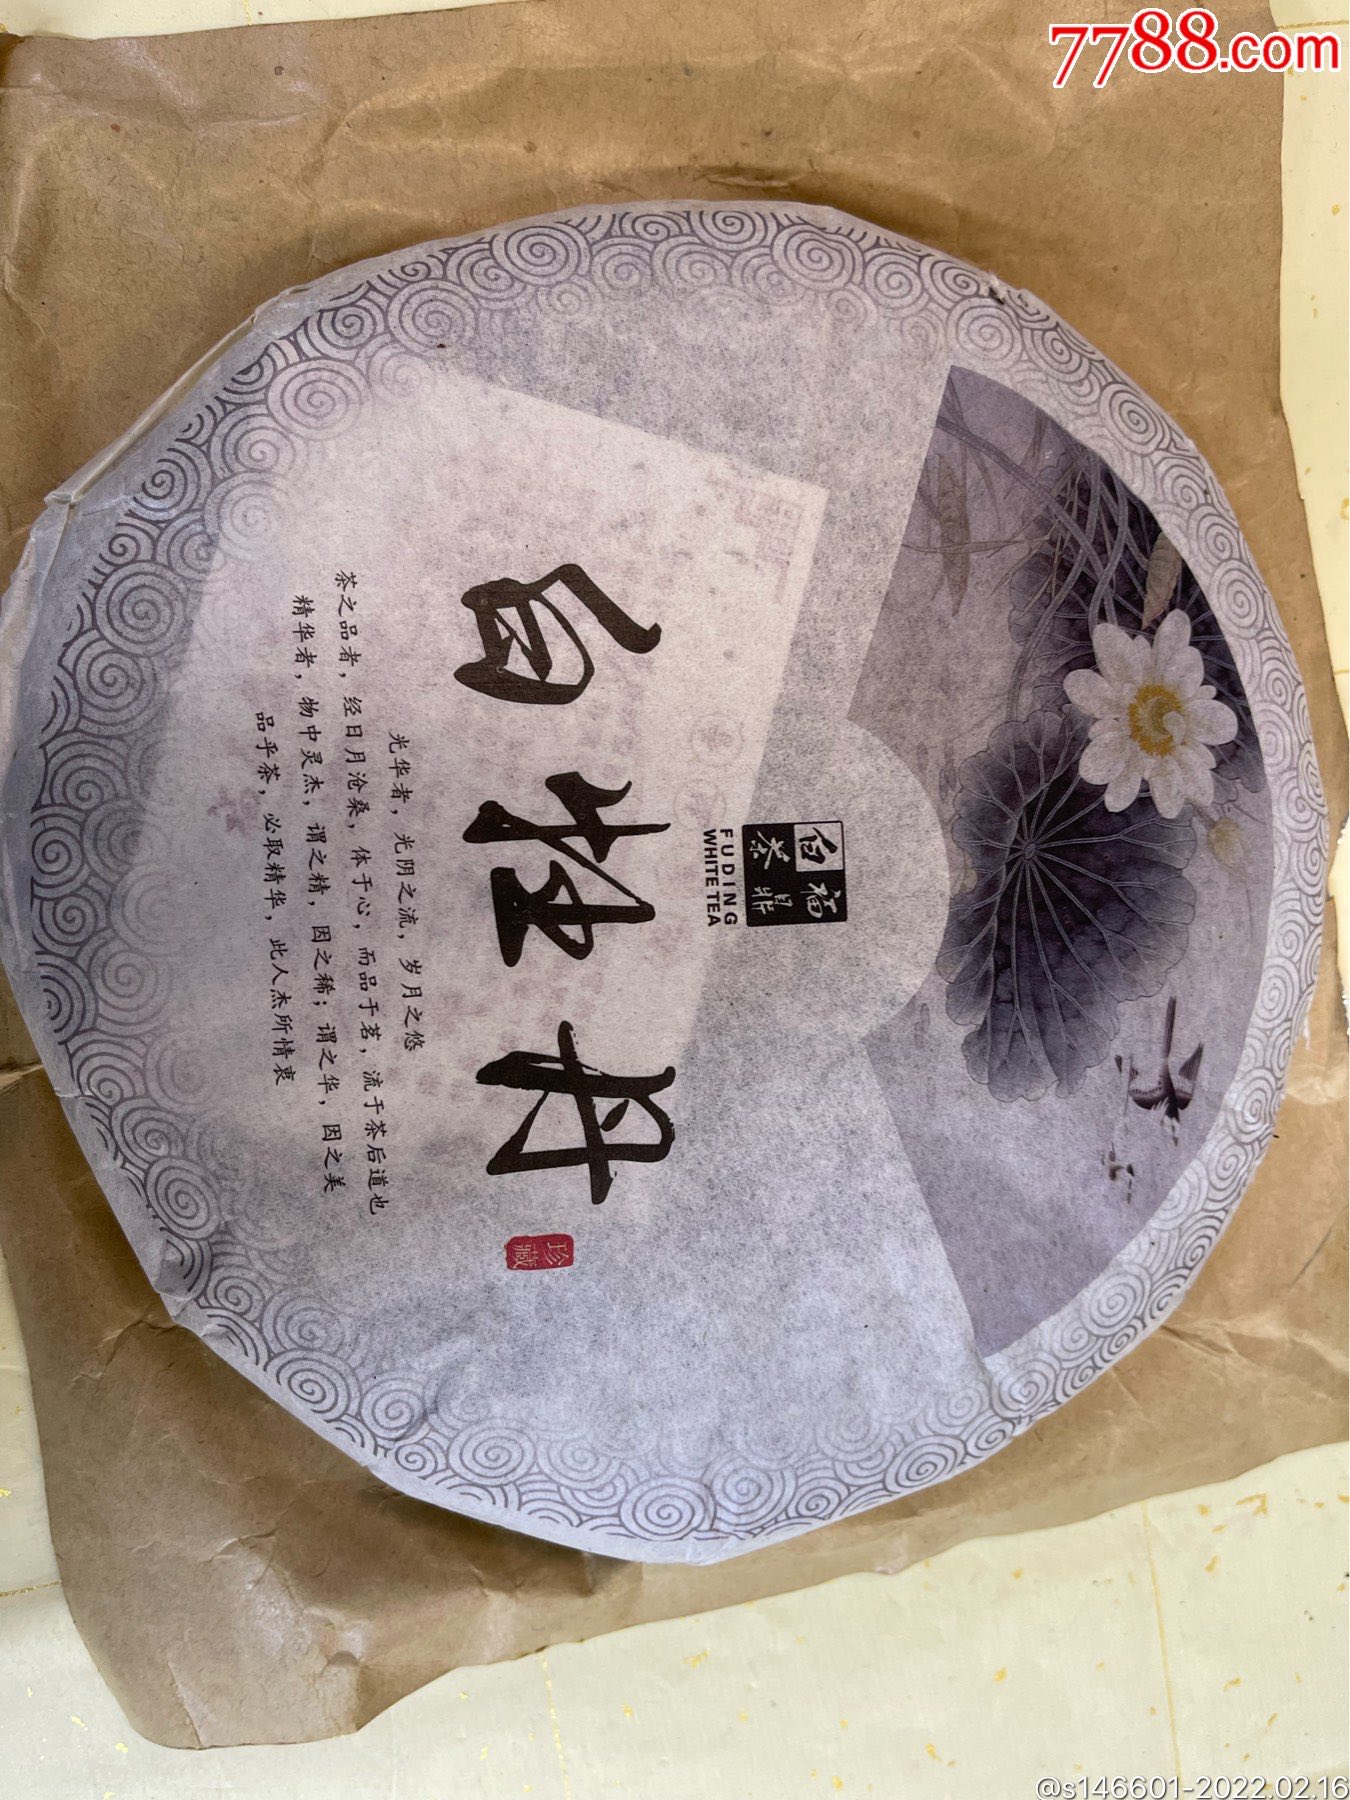 7788.com
福鼎
白茶
FUDING
WHITE TEA
白牡丹
珍藏
光华者，光阴之流，岁月之悠
茶之品者，经日月沧桑，体于心，而品于茗，流于茶后道也
精华者，物中灵杰，谓之精，因之稀；谓之华，因之美
品乎茶，必取精华，此人杰所情衷
@s146601-2022.02.16